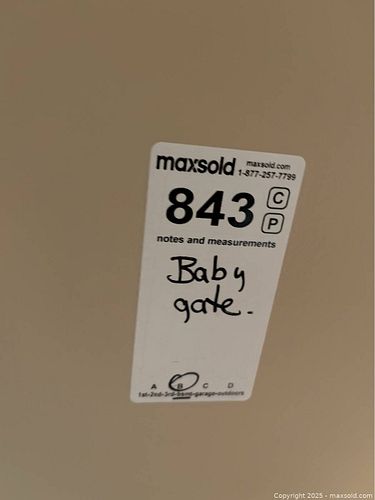 maxsold maxsold.com
1-877-257-7799
843 C
P
notes and measurements
Baby
gate.
A B C D
1st-2nd-3rd-bsmt-garage-outdoors
Copyright © 2025 - maxsold.com